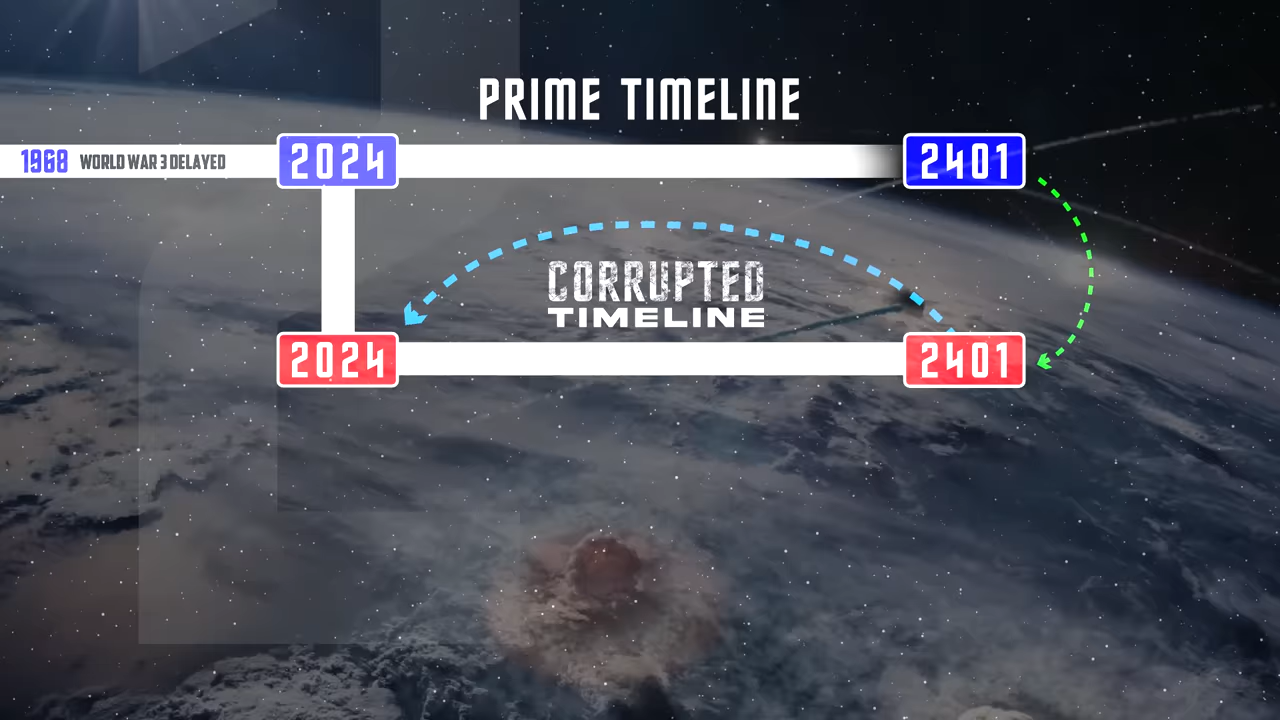 PRIME TIMELINE
1968 WORLD WAR 3 DELAYED 2024 2401
CORRUPTED
TIMELINE
2024 2401